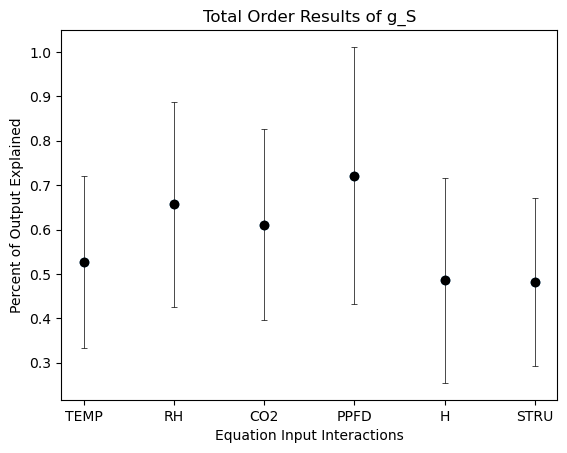 Total Order Results of g_S
Percent of Output Explained
1.0
0.9
0.8
0.7
0.6
0.5
0.4
0.3
TEMP RH CO2 PPFD H STRU
Equation Input Interactions